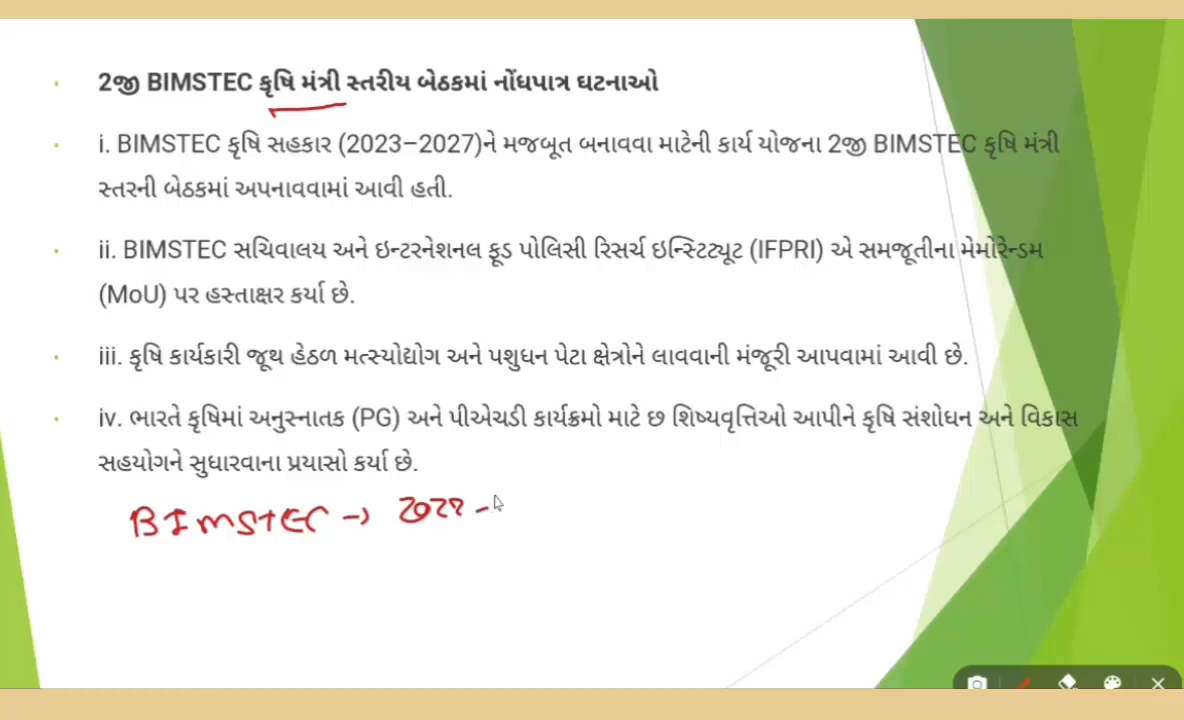 2જી BIMSTEC કૃષિ મંત્રી સ્તરીય બેઠકમાં નોંધપાત્ર ઘટનાઓ
i. BIMSTEC કૃષિ સહકાર (2023–2027)ને મજબૂત બનાવવા માટેની કાર્ય યોજના 2જી BIMSTEC કૃષિ મંત્રી
સ્તરની બેઠકમાં અપનાવવામાં આવી હતી.
ii. BIMSTEC સચિવાલય અને ઇન્ટરનેશનલ ફૂડ પોલિસી રિસર્ચ ઇન્સ્ટિટ્યૂટ (IFPRI) એ સમજૂતીના મેમોરેન્ડમ
(MoU) પર હસ્તાક્ષર કર્યા છે.
iii. કૃષિ કાર્યકારી જૂથ હેઠળ મત્સ્યોદ્યોગ અને પશુધન પેટા ક્ષેત્રોને લાવવાની મંજૂરી આપવામાં આવી છે.
iv. ભારતે કૃષિમાં અનુસ્નાતક (PG) અને પીએચડી કાર્યક્રમો માટે છ શિષ્યવૃત્તિઓ આપીને કૃષિ સંશોધન અને વિકાસ
સહયોગને સુધારવાના પ્રયાસો કર્યા છે.
BIMSTEC →